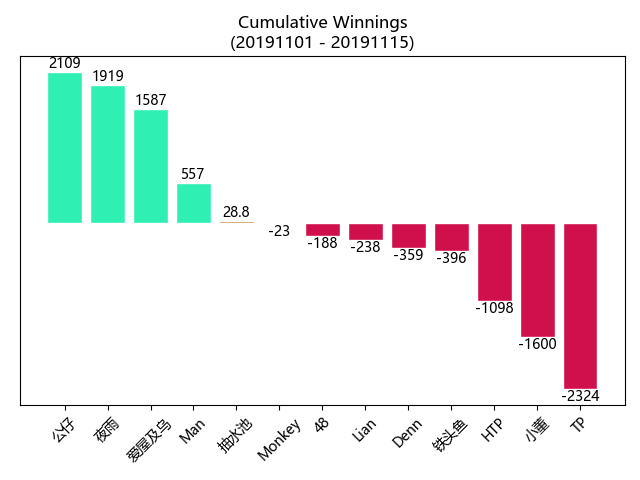 Cumulative Winnings
(20191101 - 20191115)
2109
1919
1587
557
28.8
-23
-188
-238
-359
-396
-1098
-1600
-2324
公仔
夜雨
爱屋及乌
Man
抽水池
Monkey
48
Lian
Denn
铁头鱼
HTP
小董
TP